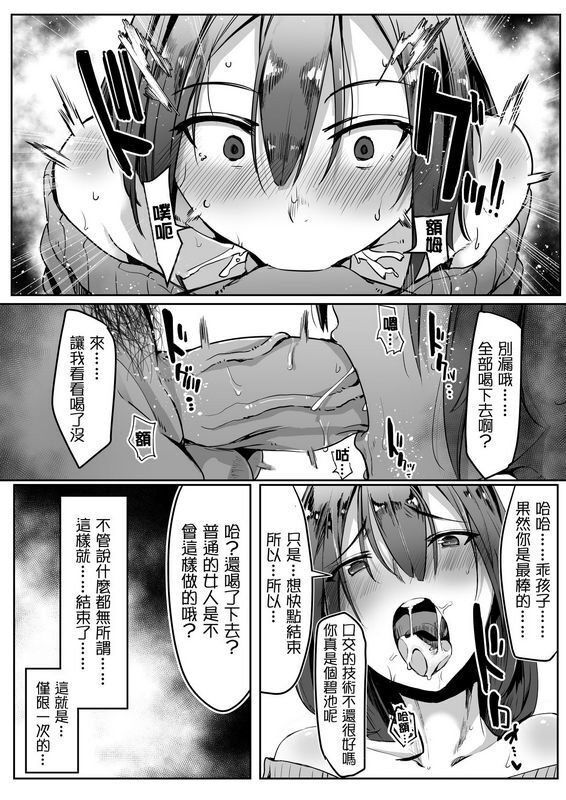 額姆
噗呃
別漏哦……
全部喝下去啊?
嗯…
咕…
額
來……
讓我看看喝了沒
哈哈……乖孩子
果然你是最棒的……
只是…想快點結束
所以…所以…
口交的技術不還很好嗎
你真是個碧池呢
哈額…
哈?還喝了下去?
普通的女人是不
會這樣做的哦?
不管說什麼都無所謂……
這樣就……結束了……
這就是…
僅限一次的…